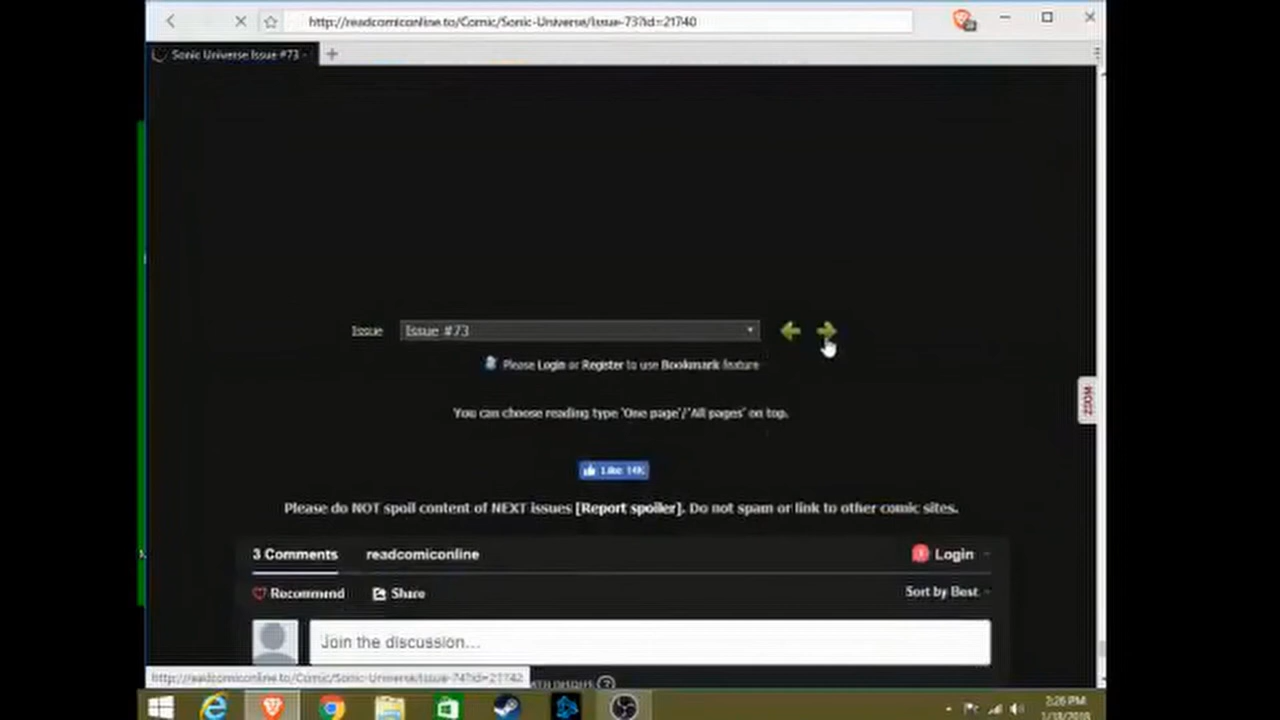 http://readcomiconline.to/Comic/Sonic-Universe/Issue-73?id=21740
Sonic Universe Issue #73 -
Issue Issue #73
Please Login or Register to use Bookmark feature
You can choose reading type 'One page'/'All pages' on top.
Like 14K
Please do NOT spoil content of NEXT issues [Report spoiler]. Do not spam or link to other comic sites.
3 Comments readcomiconline Login
Recommend Share Sort by Best
Join the discussion...
http://readcomiconline.to/Comic/Sonic-Universe/Issue-74?id=21742
ZOOM
2:26 PM
1/18/2018